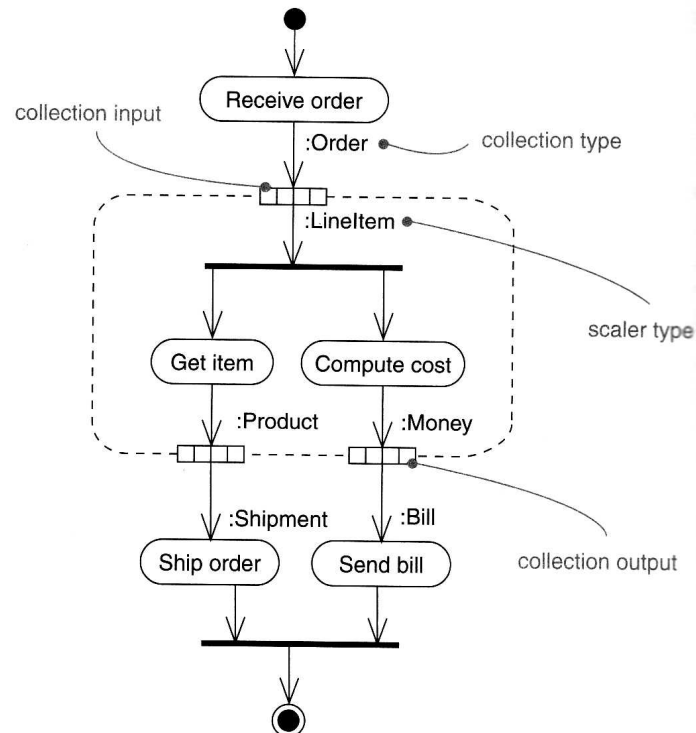 Receive order
collection input
:Order
collection type
:LineItem
scaler type
Get item
Compute cost
:Product
:Money
:Shipment
:Bill
Ship order
Send bill
collection output